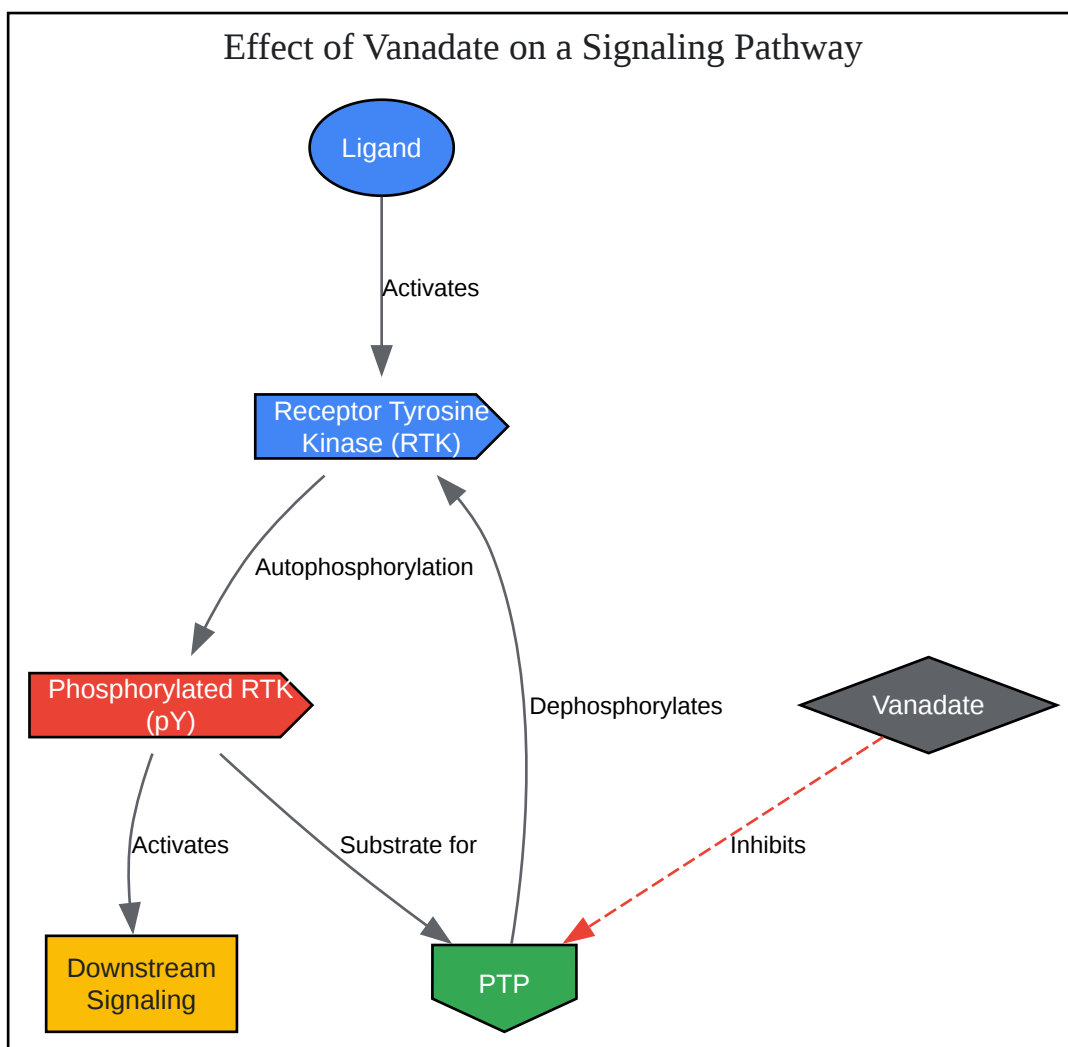 Effect of Vanadate on a Signaling Pathway
Ligand
Activates
Receptor Tyrosine
Kinase (RTK)
Autophosphorylation
Phosphorylated RTK
(pY)
Dephosphorylates
Vanadate
Activates
Substrate for
Inhibits
Downstream
Signaling
PTP